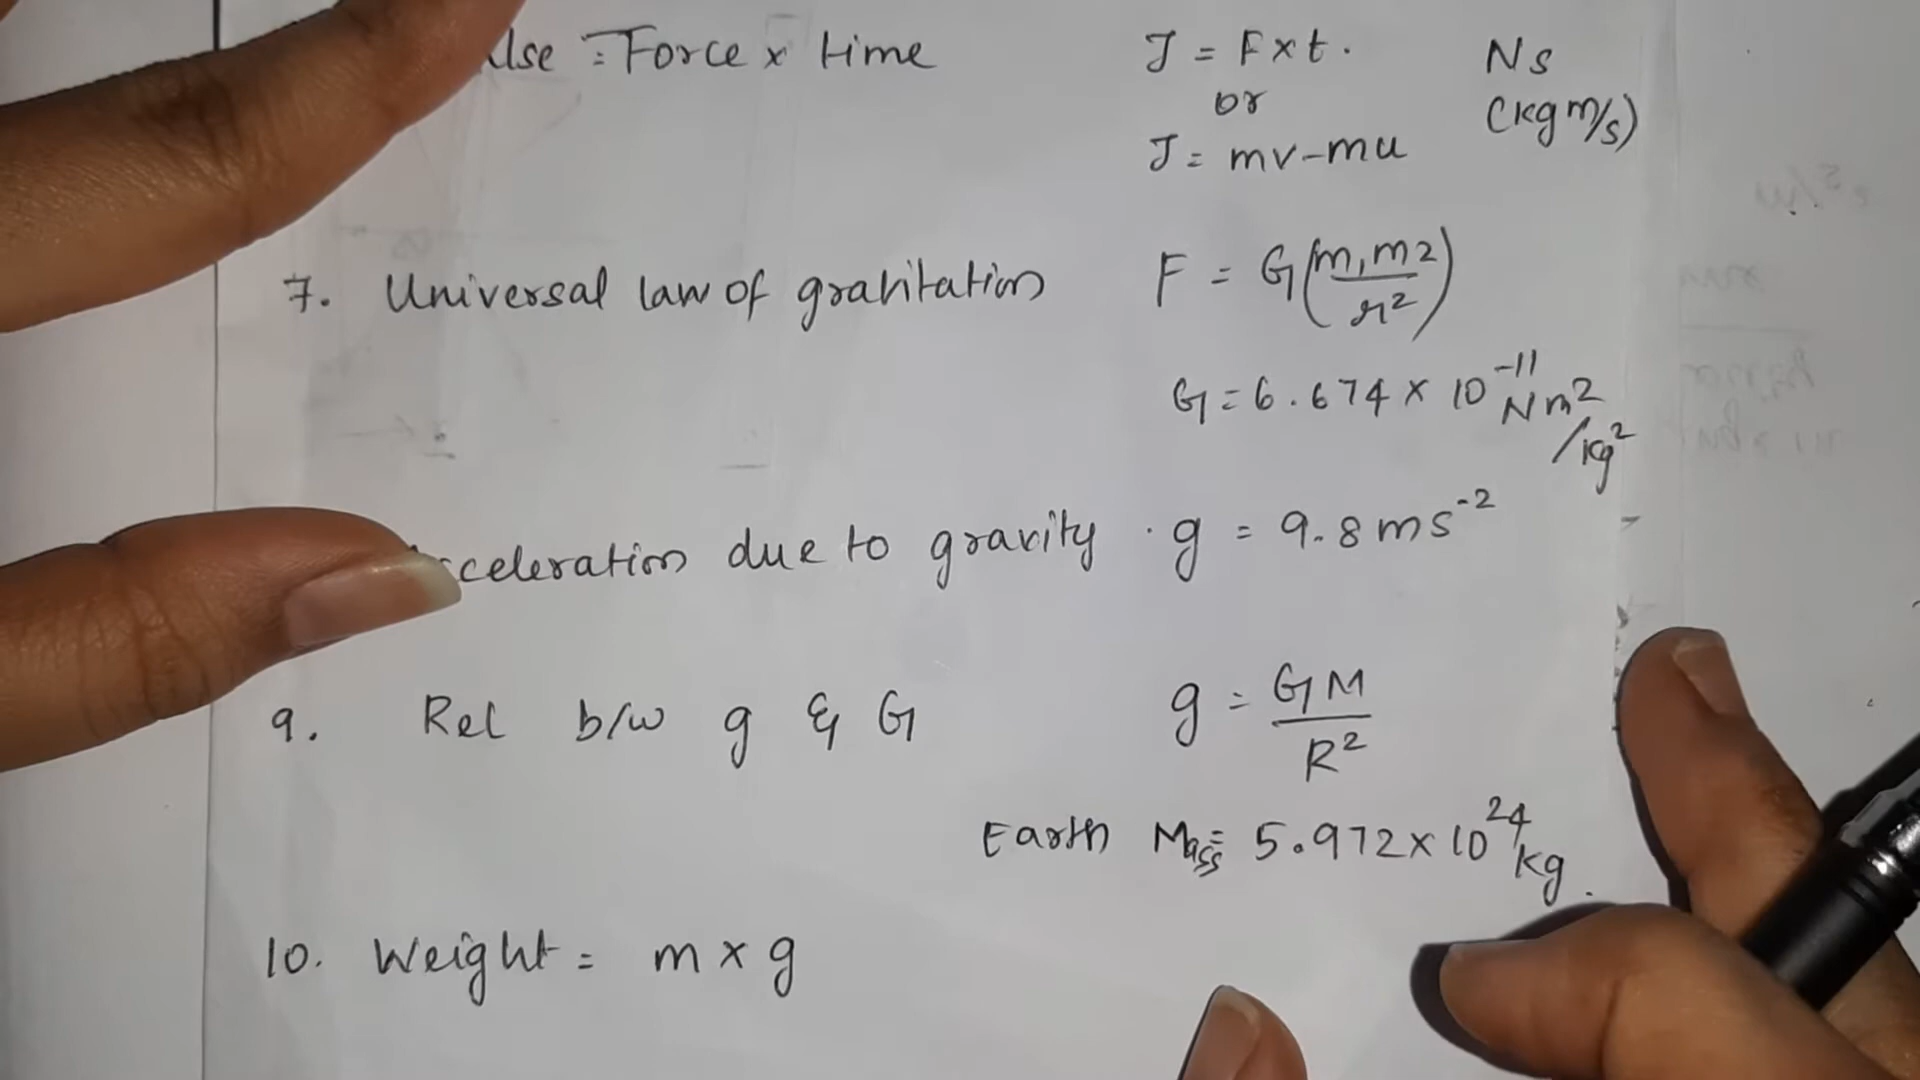 lse = Force x time J = F x t. Ns
or (kg m/s)
J = mv-mu
7. Universal law of gravitation F = G(m1m2/r²)
G = 6.674 x 10⁻¹¹ Nm²
/kg²
cceleration due to gravity . g = 9.8 ms⁻²
9. Rel b/w g & G g = GM/R²
Earth Mass = 5.972 x 10²⁴ kg.
10. Weight = m x g